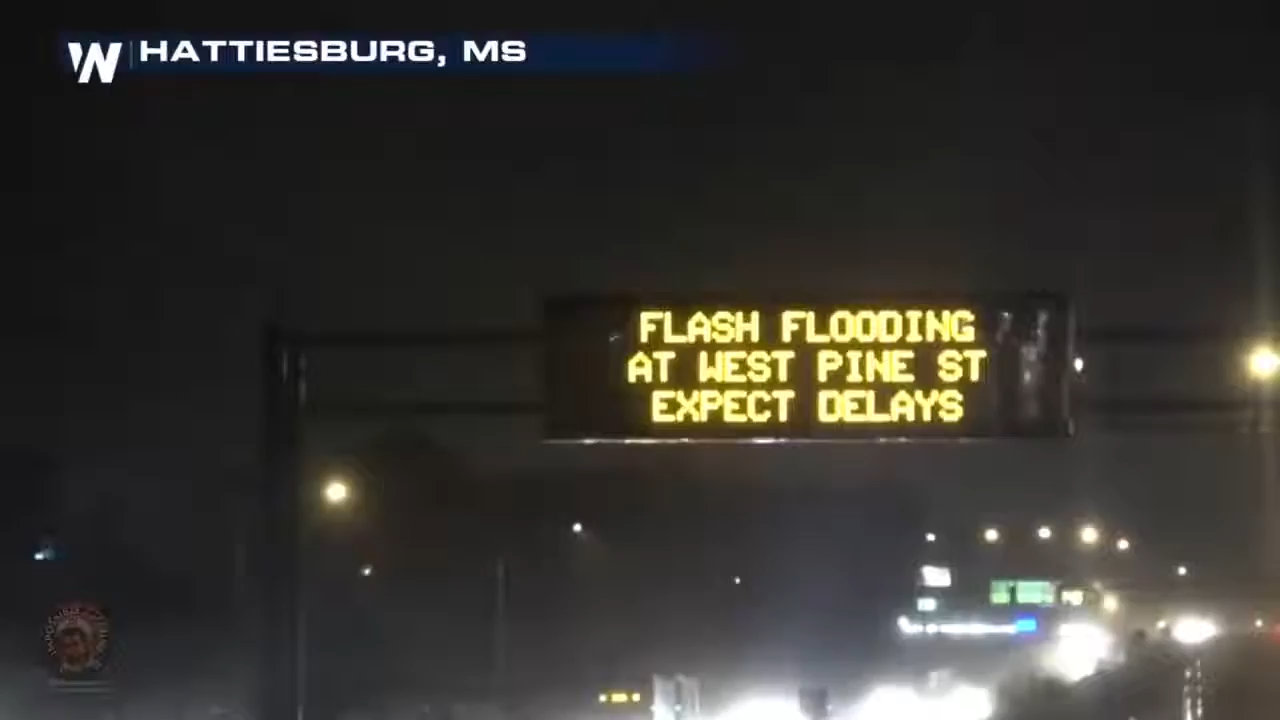 W HATTIESBURG, MS
FLASH FLOODING
AT WEST PINE ST
EXPECT DELAYS